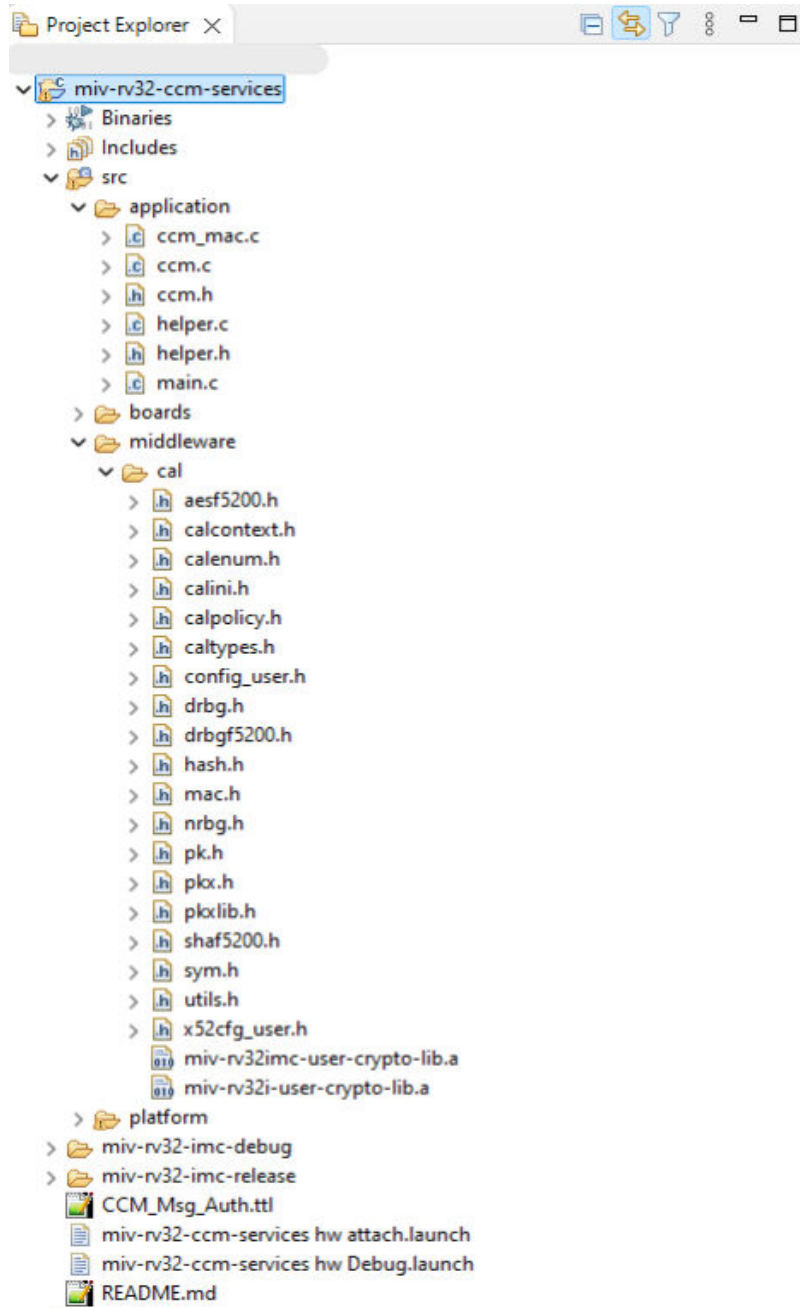 Project Explorer
miv-rv32-ccm-services
Binaries
Includes
src
application
ccm_mac.c
ccm.c
ccm.h
helper.c
helper.h
main.c
boards
middleware
cal
aesf5200.h
calcontext.h
calenum.h
calini.h
calpolicy.h
caltypes.h
config_user.h
drbg.h
drbgf5200.h
hash.h
mac.h
nrbg.h
pk.h
pkx.h
pkxlib.h
shaf5200.h
sym.h
utils.h
x52cfg_user.h
miv-rv32imc-user-crypto-lib.a
miv-rv32i-user-crypto-lib.a
platform
miv-rv32-imc-debug
miv-rv32-imc-release
CCM_Msg_Auth.ttl
miv-rv32-ccm-services hw attach.launch
miv-rv32-ccm-services hw Debug.launch
README.md